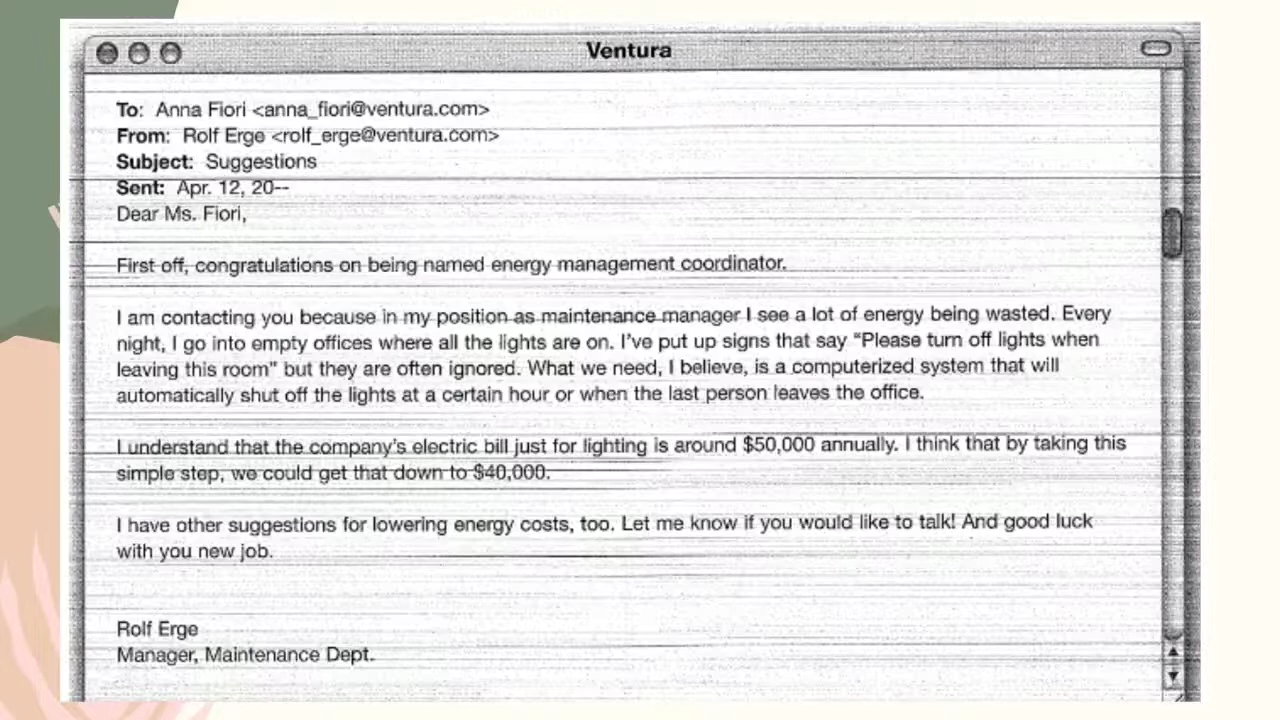 Ventura
To: Anna Fiori <anna_fiori@ventura.com>
From: Rolf Erge <rolf_erge@ventura.com>
Subject: Suggestions
Sent: Apr. 12, 20--
Dear Ms. Fiori,
First off, congratulations on being named energy management coordinator.
I am contacting you because in my position as maintenance manager I see a lot of energy being wasted. Every
night, I go into empty offices where all the lights are on. I've put up signs that say “Please turn off lights when
leaving this room” but they are often ignored. What we need, I believe, is a computerized system that will
automatically shut off the lights at a certain hour or when the last person leaves the office.
I understand that the company's electric bill just for lighting is around $50,000 annually. I think that by taking this
simple step, we could get that down to $40,000.
I have other suggestions for lowering energy costs, too. Let me know if you would like to talk! And good luck
with you new job.
Rolf Erge
Manager, Maintenance Dept.